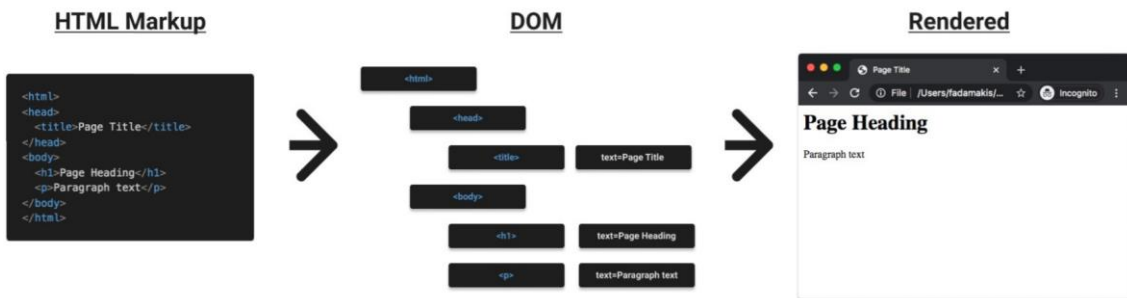 HTML Markup
<html>
<head>
  <title>Page Title</title>
</head>
<body>
  <h1>Page Heading</h1>
  <p>Paragraph text</p>
</body>
</html>
DOM
<html>
<head>
<title> text=Page Title
<body>
<h1> text=Page Heading
<p> text=Paragraph text
Rendered
Page Title
File /Users/fadamakis/... Incognito
Page Heading
Paragraph text